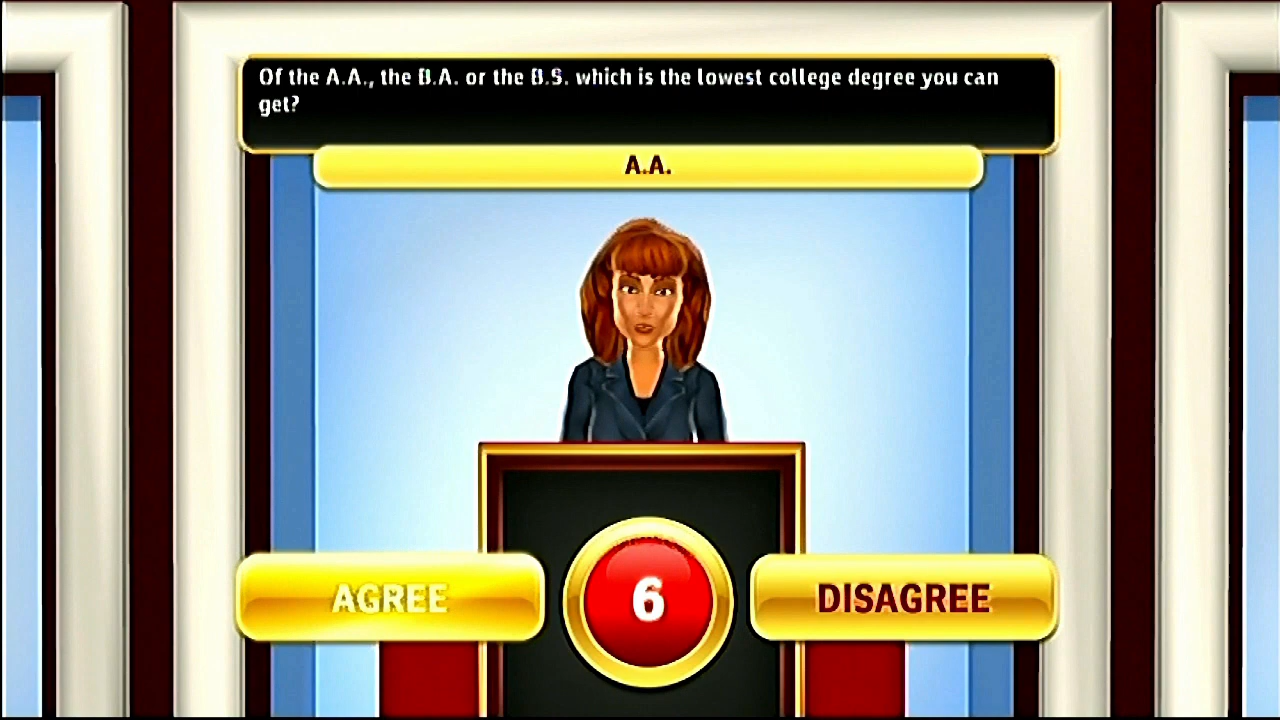 Of the A.A., the B.A. or the B.S. which is the lowest college degree you can
get?
A.A.
AGREE
6
DISAGREE